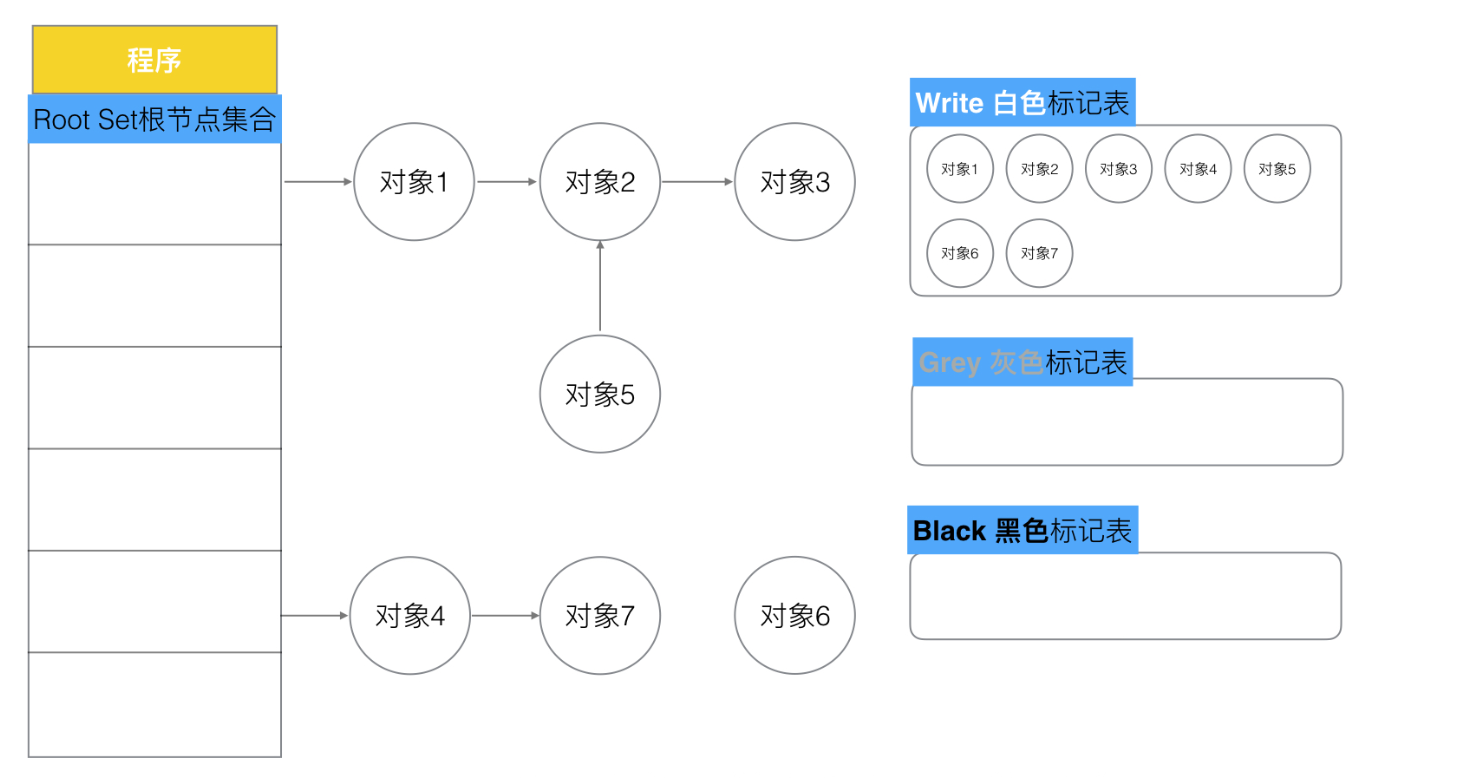 程序
Root Set根节点集合
对象1
对象2
对象3
对象5
对象4
对象7
对象6
Write 白色标记表
对象1
对象2
对象3
对象4
对象5
对象6
对象7
Grey 灰色标记表
Black 黑色标记表